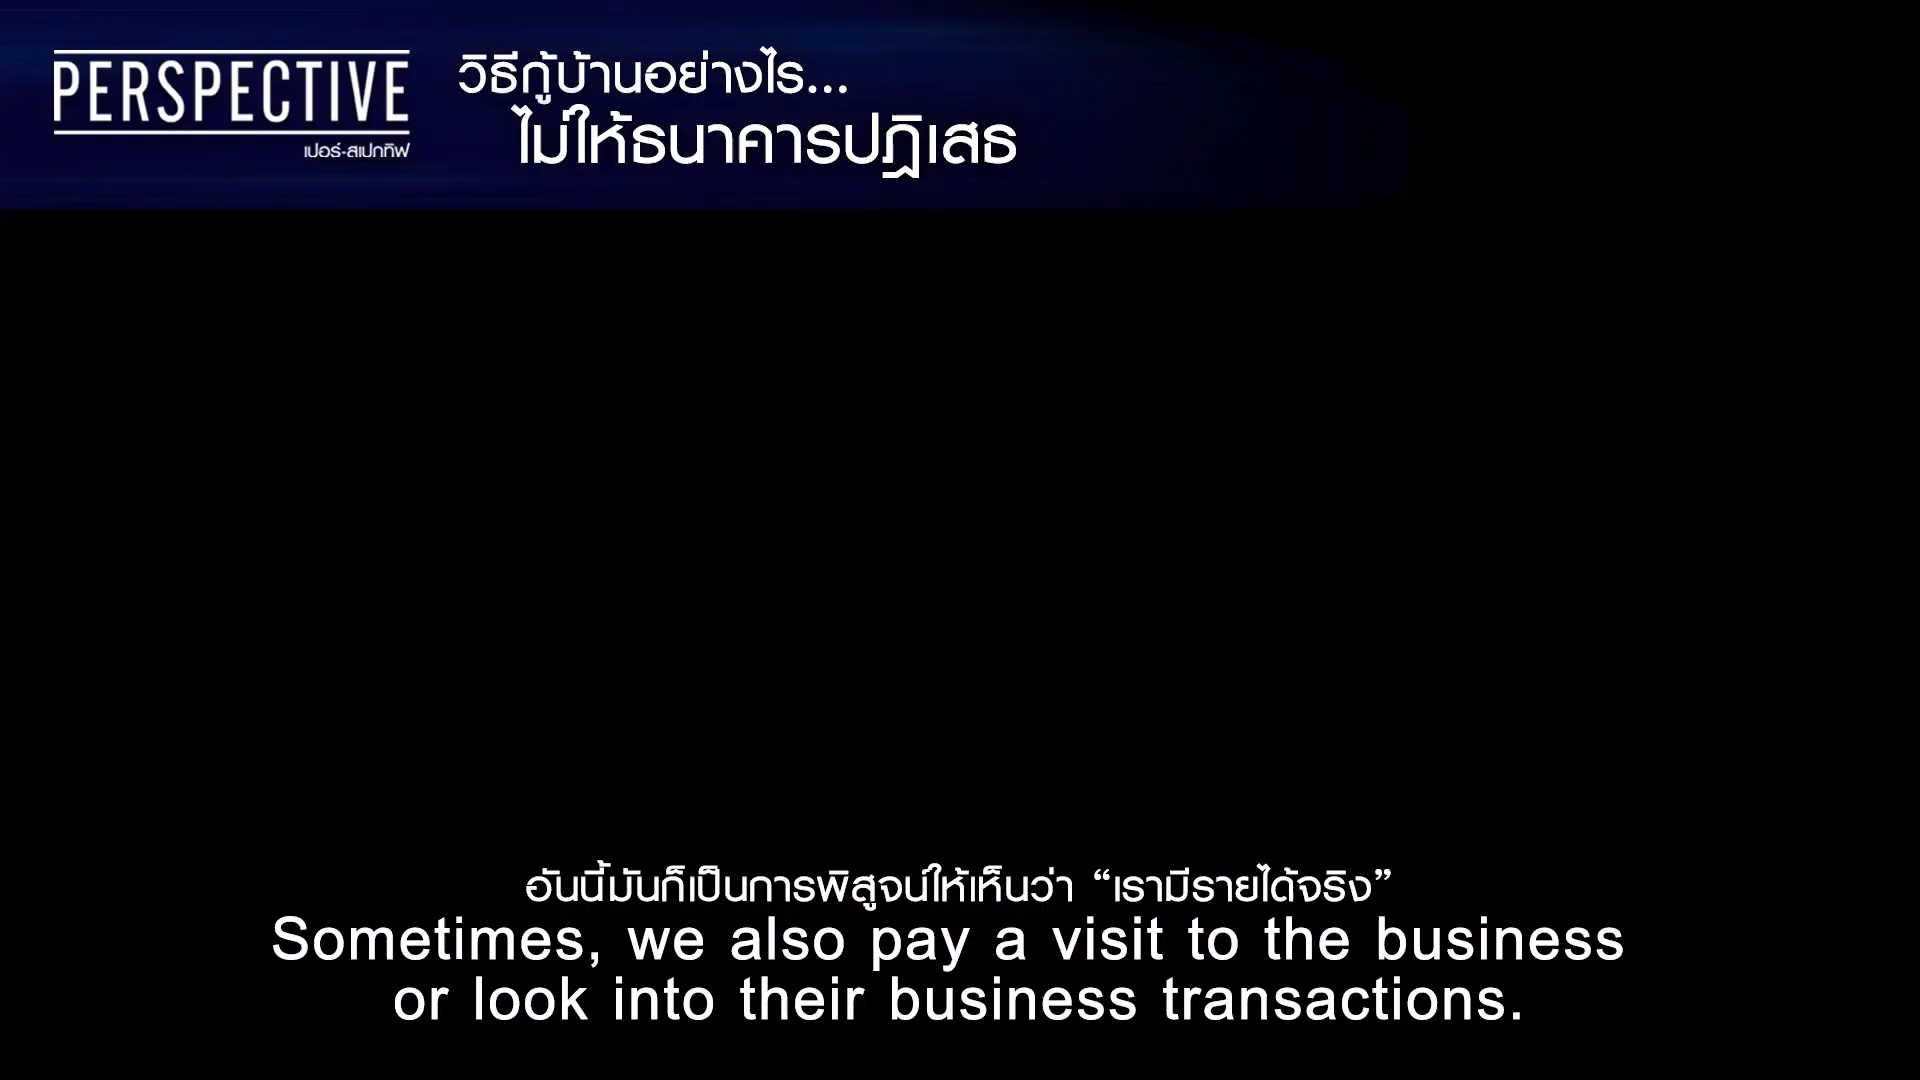 PERSPECTIVE
เปอร์-สเปกทิฟ
วิธีกู้บ้านอย่างไร...
ไม่ให้ธนาคารปฏิเสธ
อันนี้มันก็เป็นการพิสูจน์ให้เห็นว่า “เรามีรายได้จริง”
Sometimes, we also pay a visit to the business
or look into their business transactions.